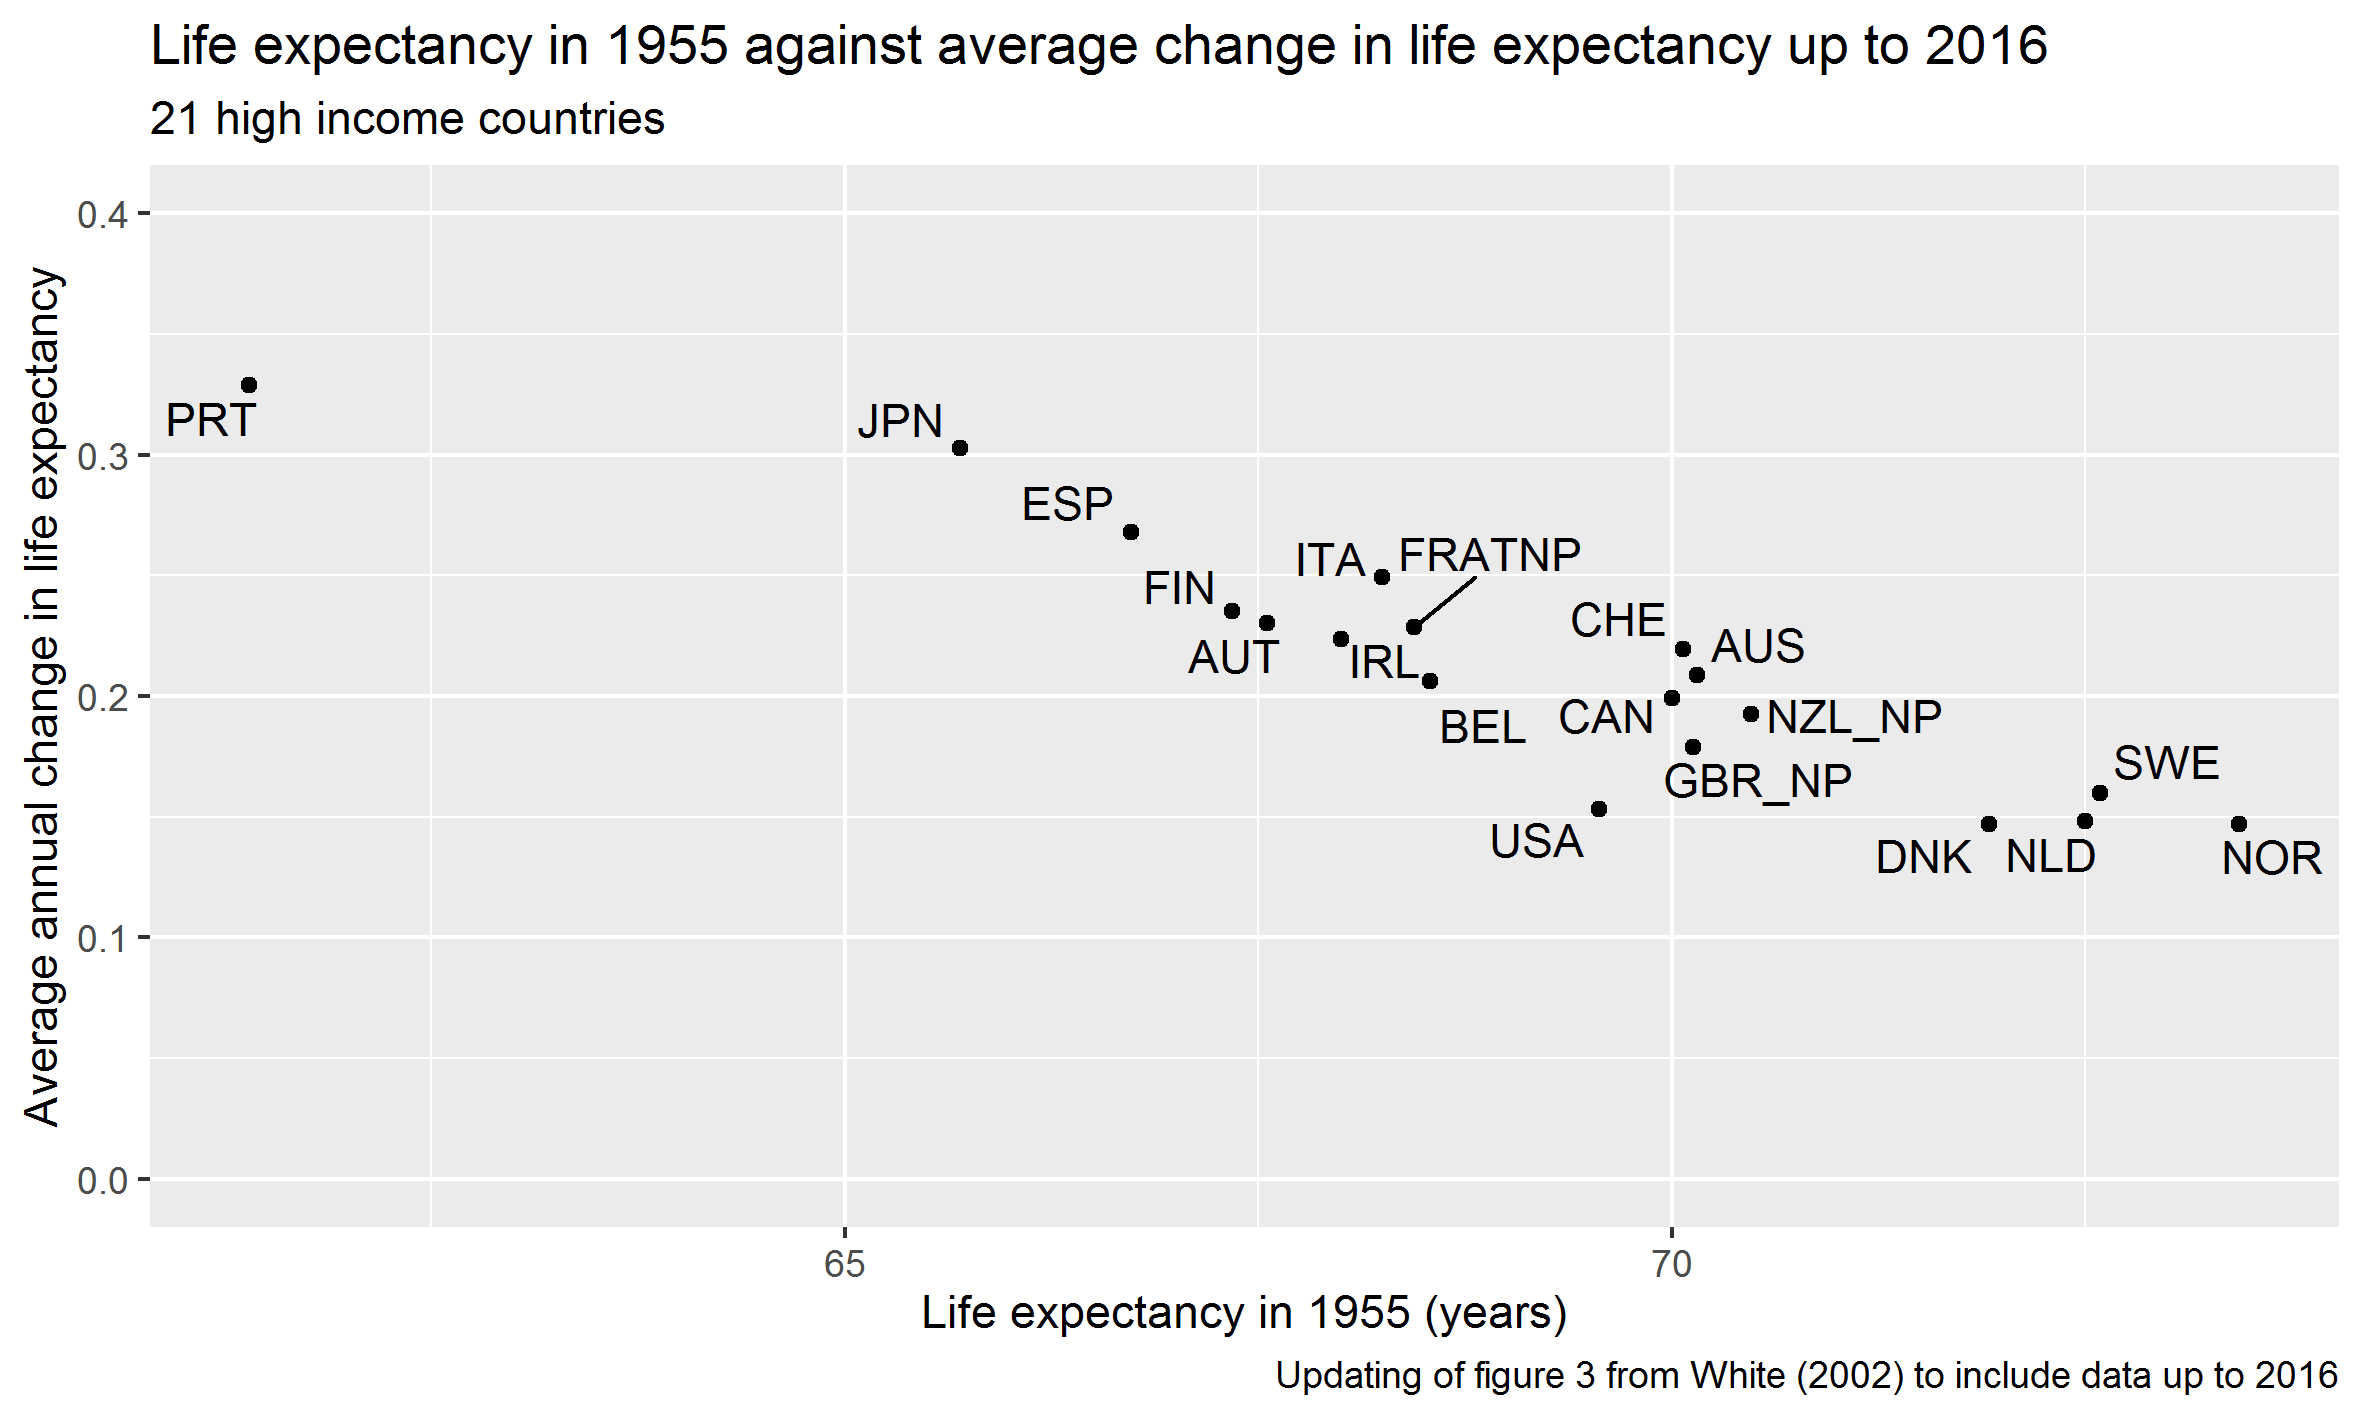 Life expectancy in 1955 against average change in life expectancy up to 2016
21 high income countries
Average annual change in life expectancy
0.4
0.3
0.2
0.1
0.0
PRT
JPN
ESP
ITA
FRATNP
FIN
CHE
AUS
AUT
IRL
BEL
CAN
NZL_NP
SWE
GBR_NP
USA
DNK
NLD
NOR
65
70
Life expectancy in 1955 (years)
Updating of figure 3 from White (2002) to include data up to 2016